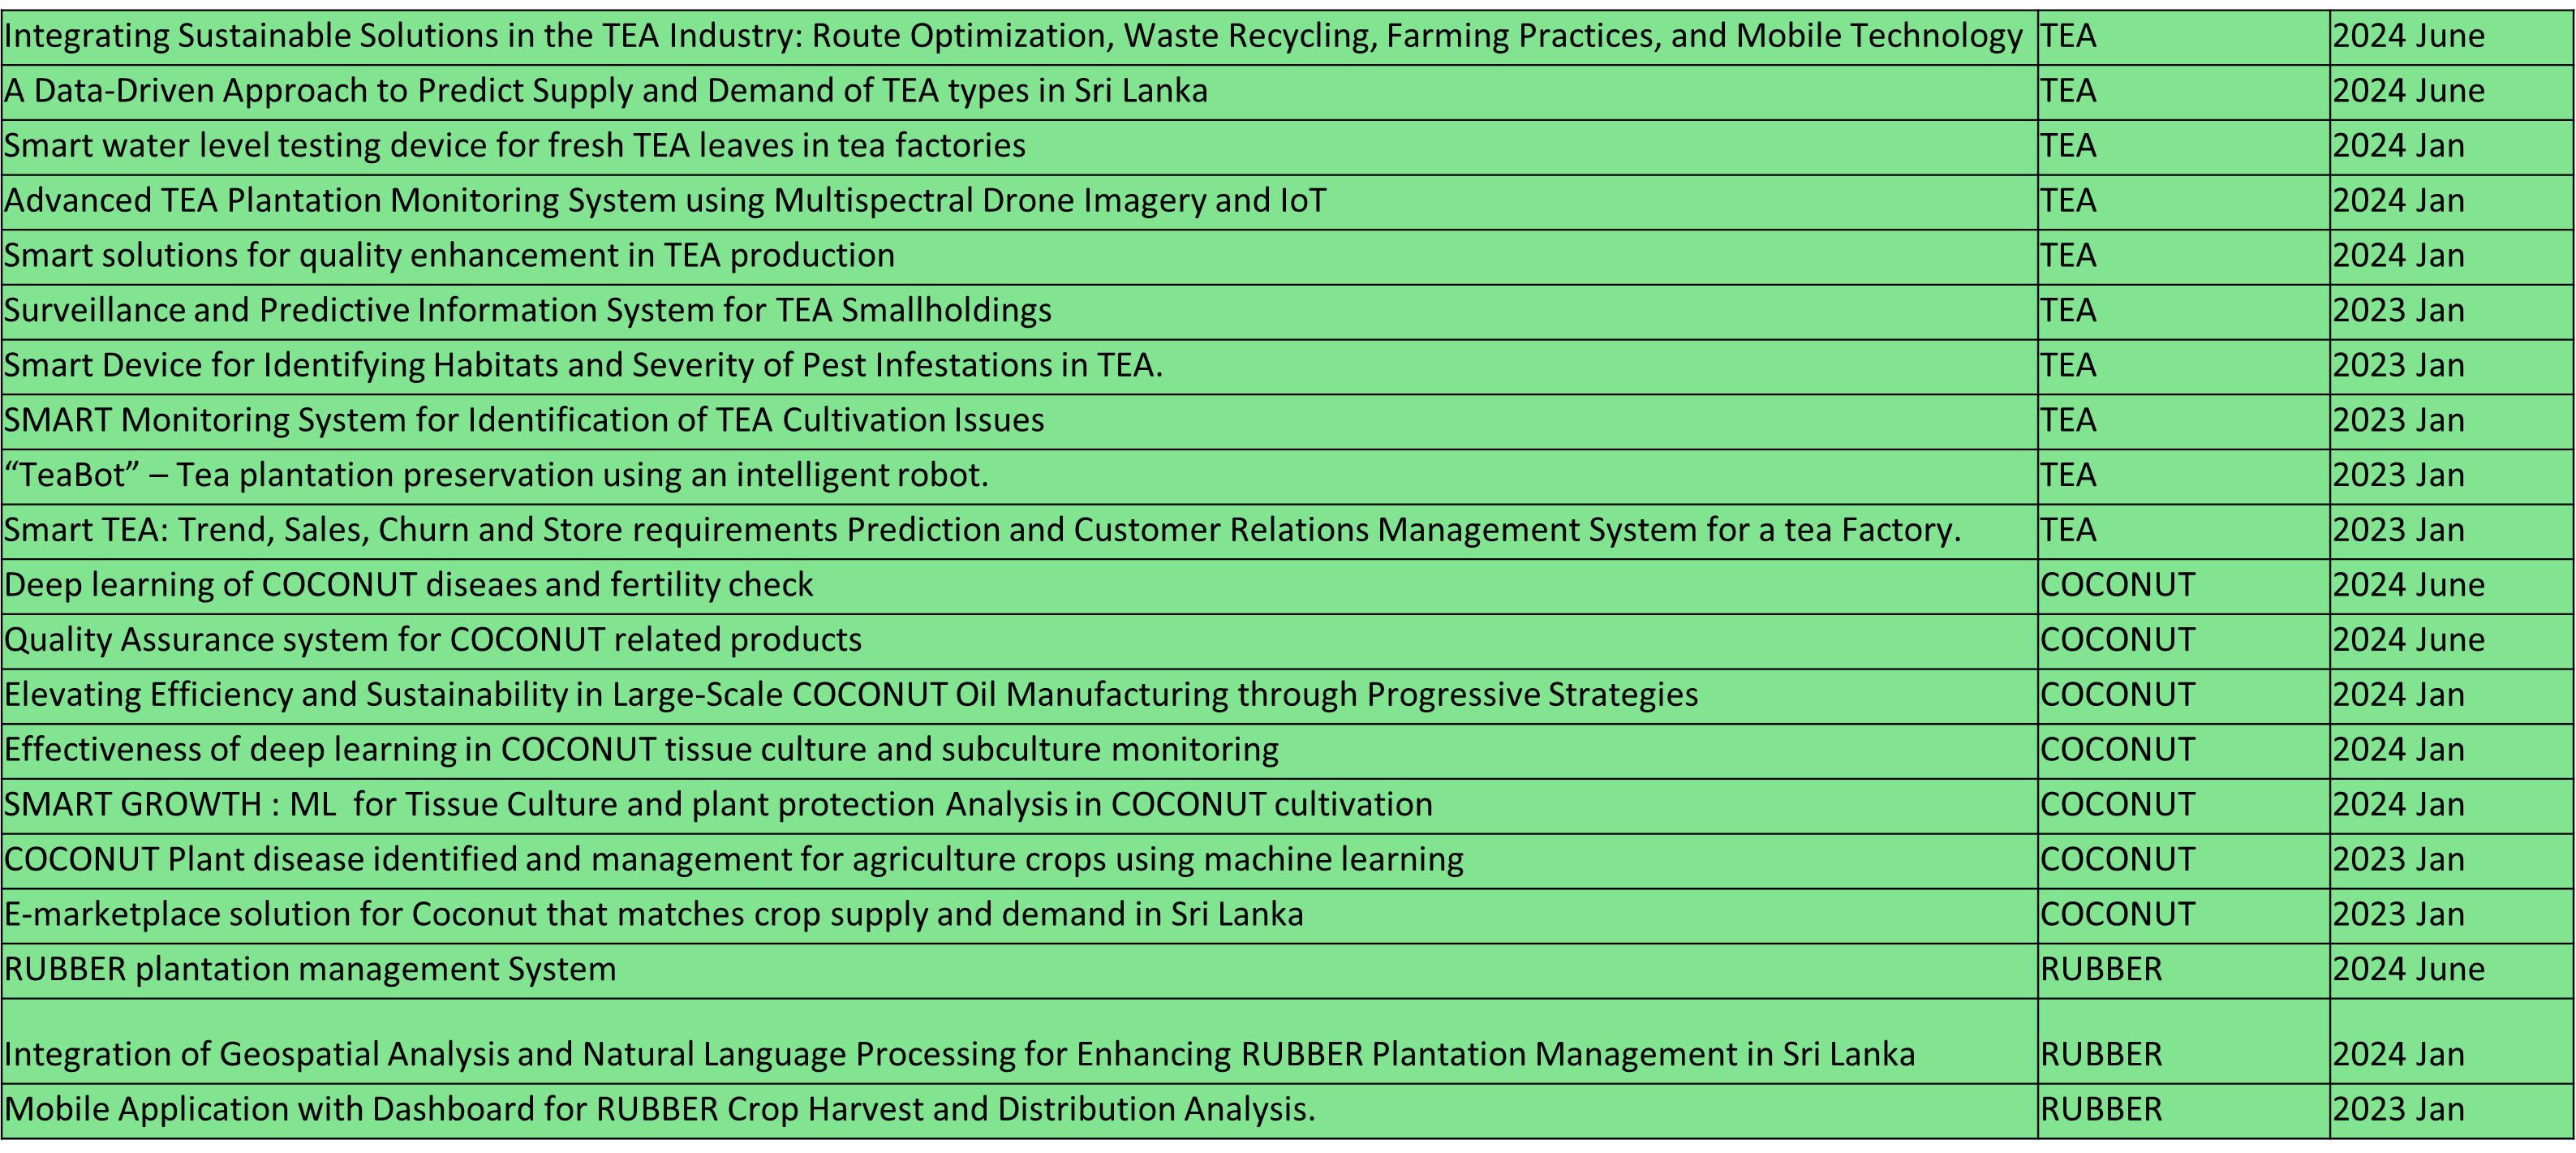 Integrating Sustainable Solutions in the TEA Industry: Route Optimization, Waste Recycling, Farming Practices, and Mobile Technology TEA 2024 June
A Data-Driven Approach to Predict Supply and Demand of TEA types in Sri Lanka TEA 2024 June
Smart water level testing device for fresh TEA leaves in tea factories TEA 2024 Jan
Advanced TEA Plantation Monitoring System using Multispectral Drone Imagery and IoT TEA 2024 Jan
Smart solutions for quality enhancement in TEA production TEA 2024 Jan
Surveillance and Predictive Information System for TEA Smallholdings TEA 2023 Jan
Smart Device for Identifying Habitats and Severity of Pest Infestations in TEA. TEA 2023 Jan
SMART Monitoring System for Identification of TEA Cultivation Issues TEA 2023 Jan
“TeaBot” – Tea plantation preservation using an intelligent robot. TEA 2023 Jan
Smart TEA: Trend, Sales, Churn and Store requirements Prediction and Customer Relations Management System for a tea Factory. TEA 2023 Jan
Deep learning of COCONUT diseaes and fertility check COCONUT 2024 June
Quality Assurance system for COCONUT related products COCONUT 2024 June
Elevating Efficiency and Sustainability in Large-Scale COCONUT Oil Manufacturing through Progressive Strategies COCONUT 2024 Jan
Effectiveness of deep learning in COCONUT tissue culture and subculture monitoring COCONUT 2024 Jan
SMART GROWTH : ML  for Tissue Culture and plant protection Analysis in COCONUT cultivation COCONUT 2024 Jan
COCONUT Plant disease identified and management for agriculture crops using machine learning COCONUT 2023 Jan
E-marketplace solution for Coconut that matches crop supply and demand in Sri Lanka COCONUT 2023 Jan
RUBBER plantation management System RUBBER 2024 June
Integration of Geospatial Analysis and Natural Language Processing for Enhancing RUBBER Plantation Management in Sri Lanka RUBBER 2024 Jan
Mobile Application with Dashboard for RUBBER Crop Harvest and Distribution Analysis. RUBBER 2023 Jan